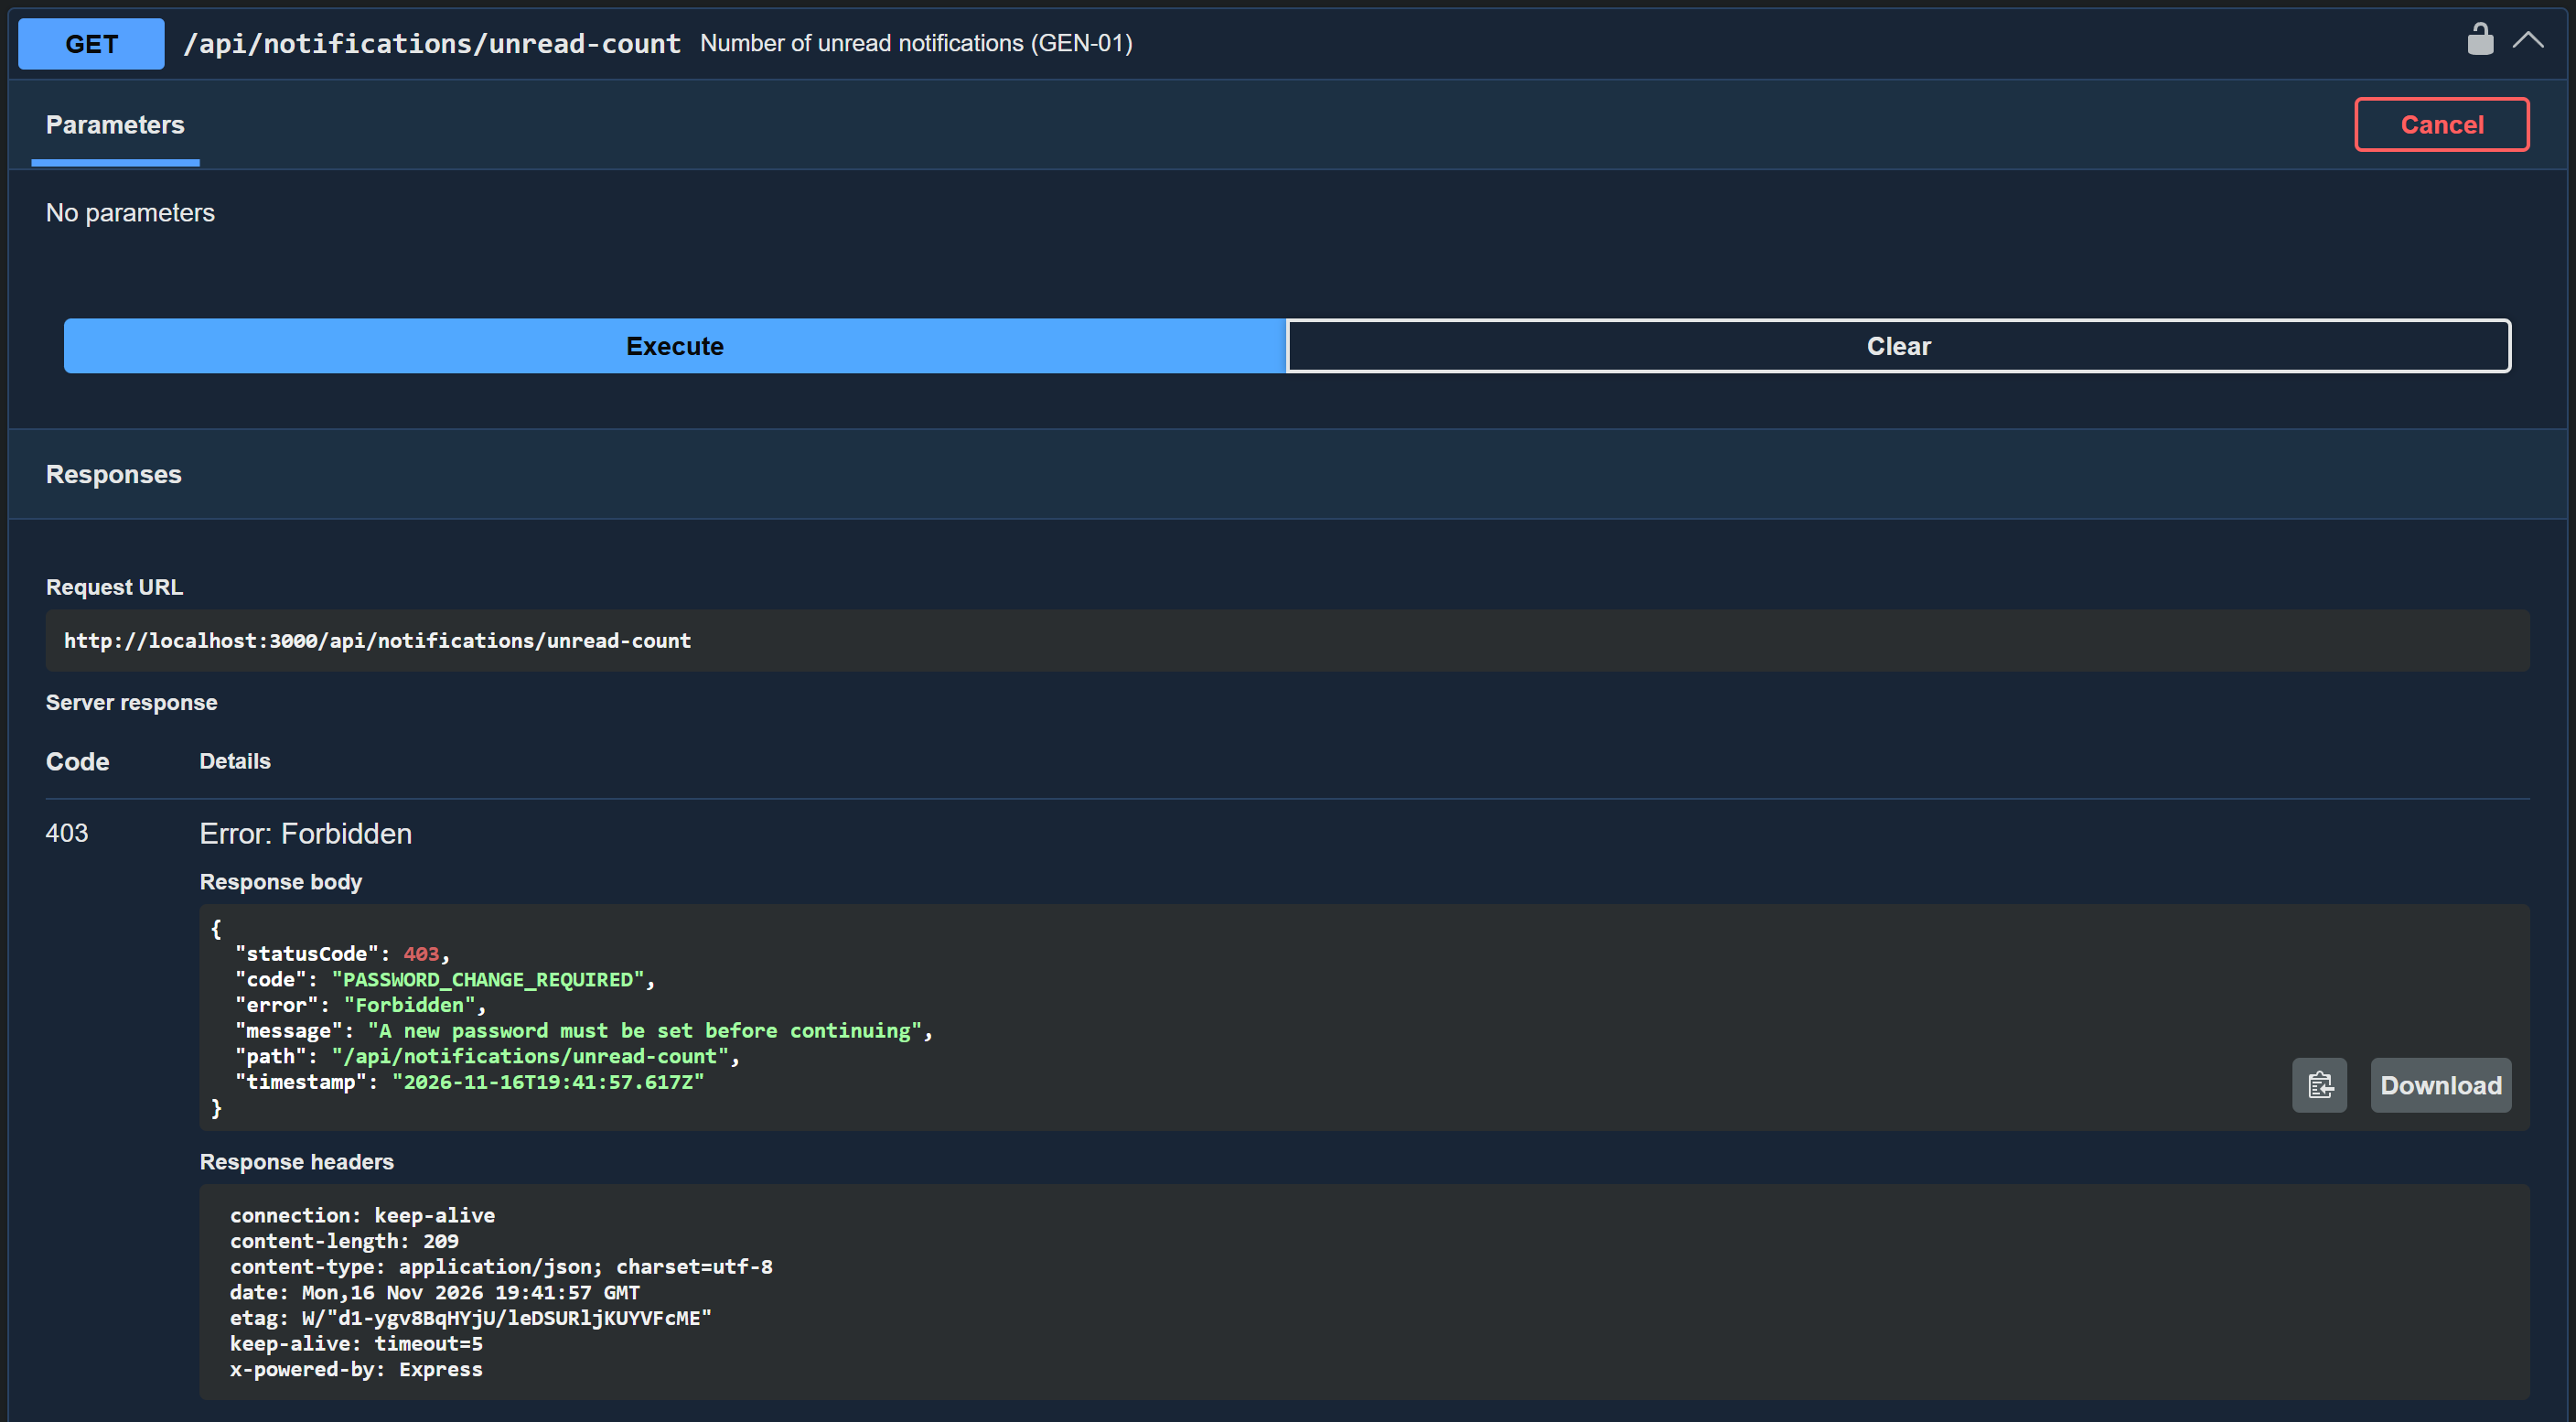 GET /api/notifications/unread-count Number of unread notifications (GEN-01)
Parameters
Cancel
No parameters
Execute
Clear
Responses
Request URL
http://localhost:3000/api/notifications/unread-count
Server response
Code Details
403 Error: Forbidden
Response body
{
  "statusCode": 403,
  "code": "PASSWORD_CHANGE_REQUIRED",
  "error": "Forbidden",
  "message": "A new password must be set before continuing",
  "path": "/api/notifications/unread-count",
  "timestamp": "2026-11-16T19:41:57.617Z"
}
Download
Response headers
connection: keep-alive
content-length: 209
content-type: application/json; charset=utf-8
date: Mon,16 Nov 2026 19:41:57 GMT
etag: W/"d1-ygv8BqHYjU/leDSURljKUYVFcME"
keep-alive: timeout=5
x-powered-by: Express